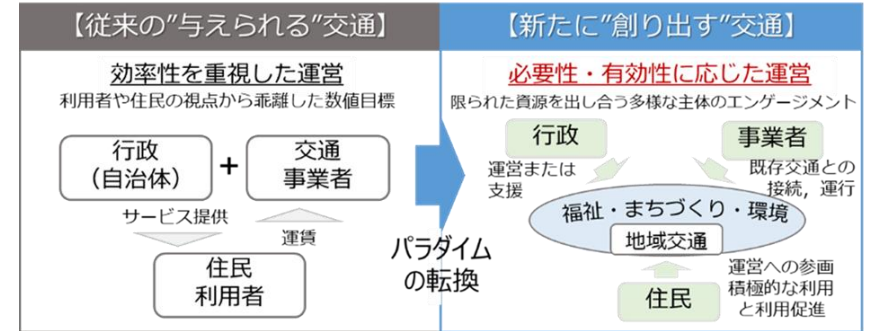 【従来の”与えられる”交通】
効率性を重視した運営
利用者や住民の視点から乖離した数値目標
行政
（自治体）
+
交通
事業者
サービス提供
運賃
住民
利用者
パラダイム
の転換
【新たに”創り出す”交通】
必要性・有効性に応じた運営
限られた資源を出し合う多様な主体のエンゲージメント
行政
事業者
運営または
支援
既存交通との
接続，運行
福祉・まちづくり・環境
地域交通
住民
運営への参画
積極的な利用
と利用促進